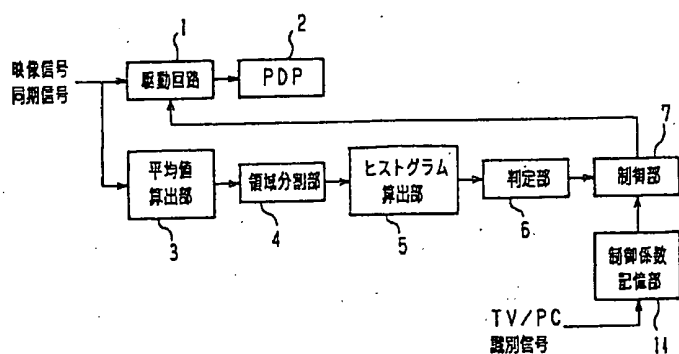 1
2
映像信号
同期信号
駆動回路
PDP
7
平均値
算出部
領域分割部
ヒストグラム
算出部
判定部
制御部
3
4
5
6
制御係数
記憶部
TV/PC
識別信号
11